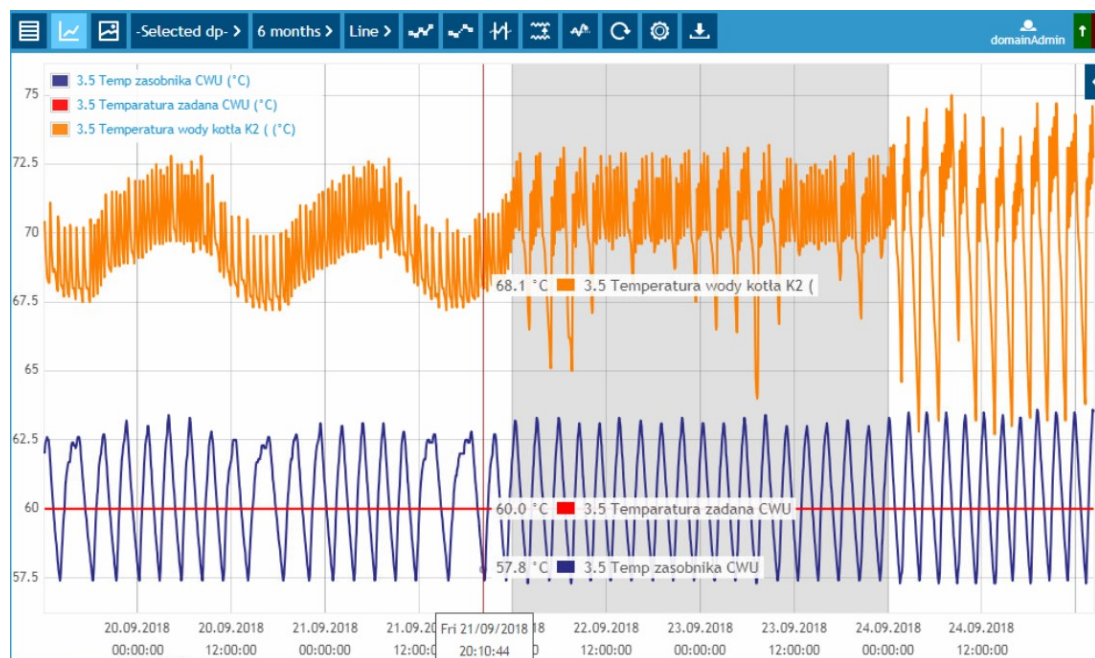 -Selected dp- >
6 months >
Line >
domainAdmin
3.5 Temp zasobnika CWU (°C)
3.5 Temparatura zadana CWU (°C)
3.5 Temperatura wody kotła K2 ( (°C)
75
72.5
70
67.5
65
62.5
60
57.5
68.1 °C 3.5 Temperatura wody kotła K2 (
60.0 °C 3.5 Temparatura zadana CWU
57.8 °C 3.5 Temp zasobnika CWU
20.09.2018 20.09.2018 21.09.2018 21.09.20 Fri 21/09/2018 18 22.09.2018 23.09.2018 23.09.2018 24.09.2018 24.09.2018
00:00:00 12:00:00 00:00:00 12:00: 20:10:44 0 12:00:00 00:00:00 12:00:00 00:00:00 12:00:00